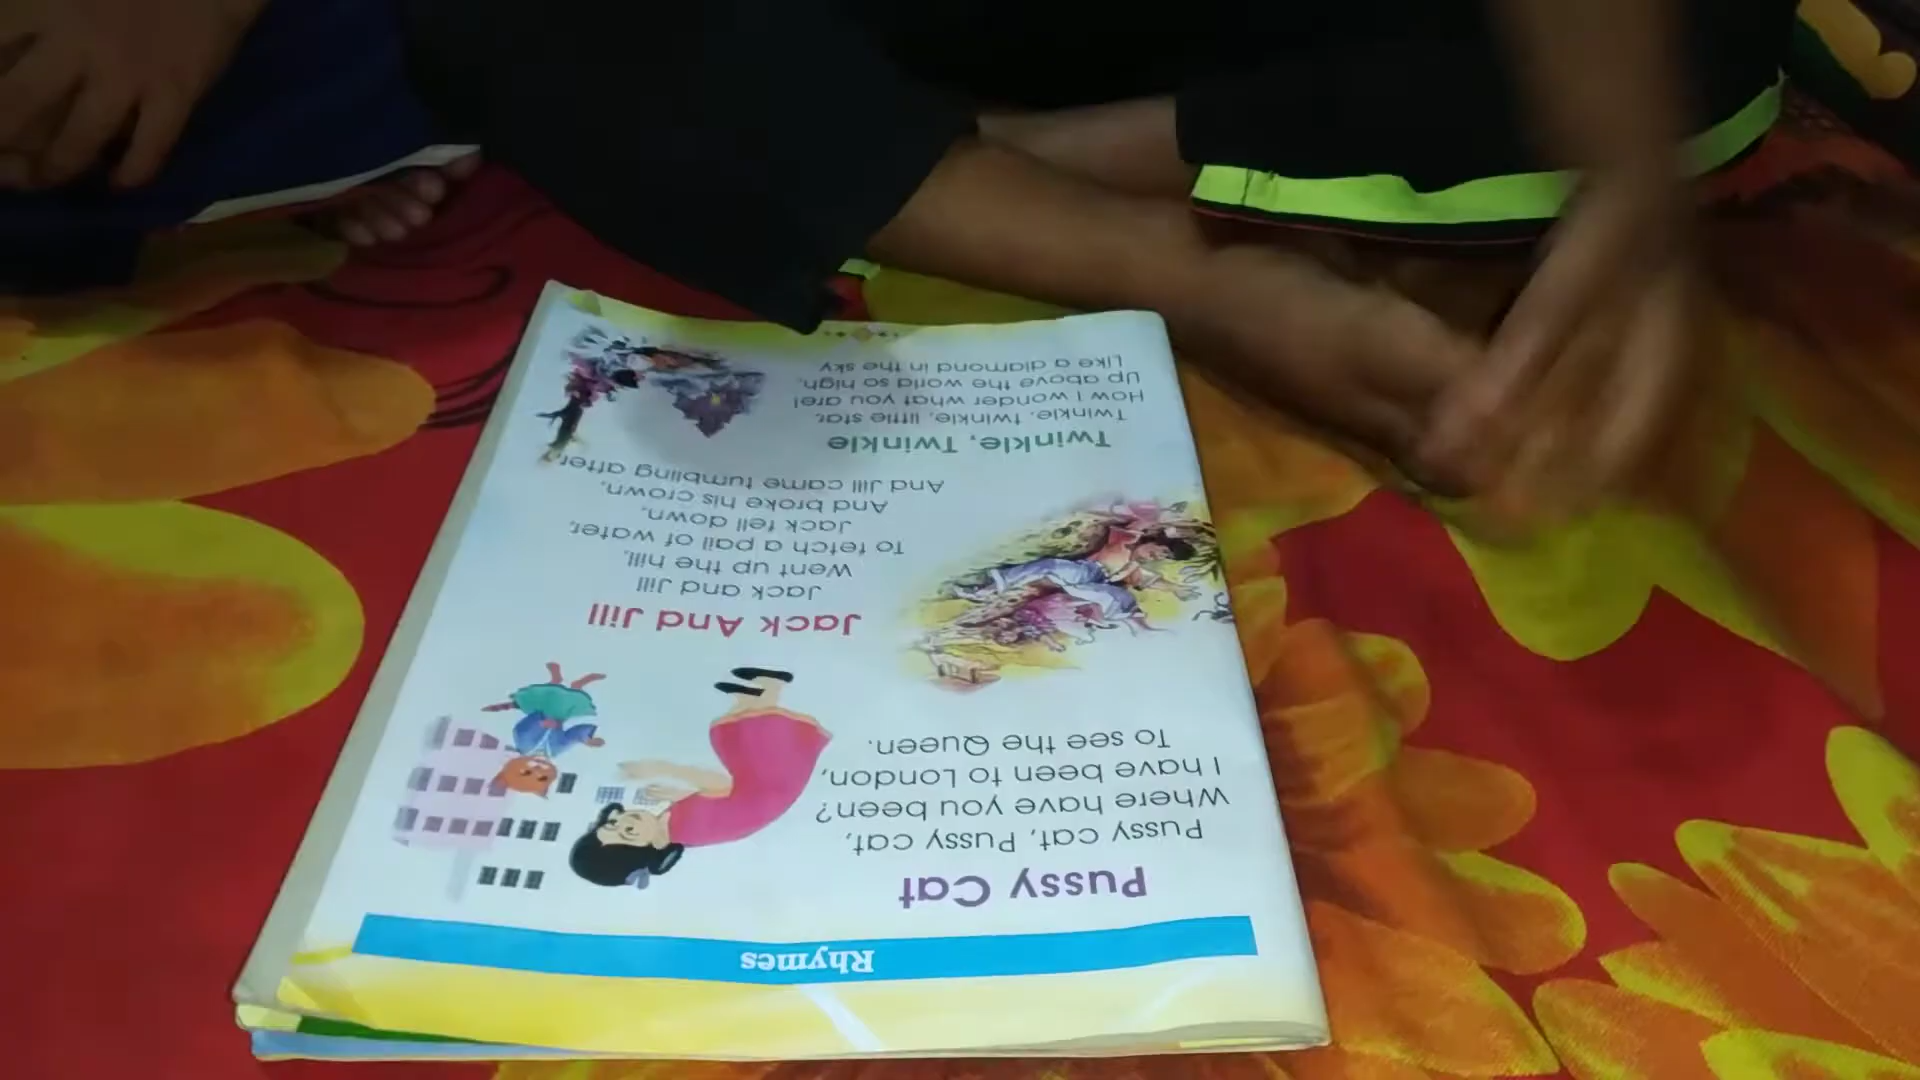 Rhymes
Pussy Cat
Pussy cat, Pussy cat,
Where have you been?
I have been to London,
To see the Queen.
Jack And Jill
Jack and Jill
Went up the hill,
To fetch a pail of water,
Jack fell down,
And broke his crown,
And Jill came tumbling after,
Twinkle, Twinkle
Twinkle, twinkle, little star,
How I wonder what you are!
Up above the world so high,
Like a diamond in the sky